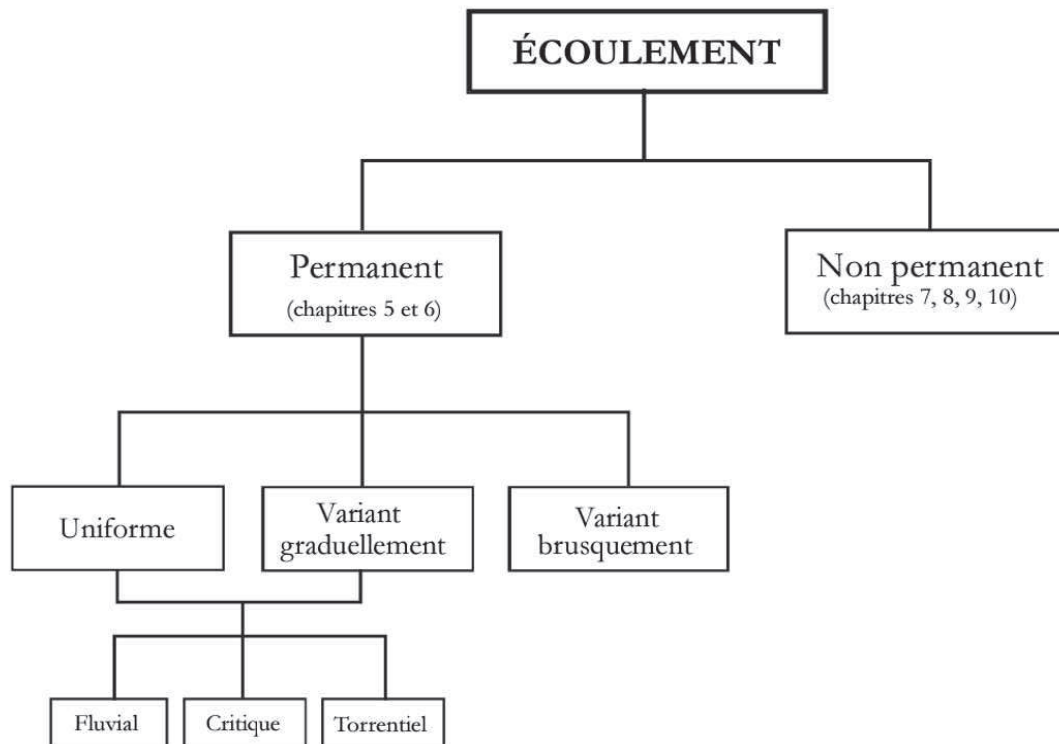 ÉCOULEMENT
Permanent
(chapitres 5 et 6)
Non permanent
(chapitres 7, 8, 9, 10)
Uniforme
Variant
graduellement
Variant
brusquement
Fluvial
Critique
Torrentiel